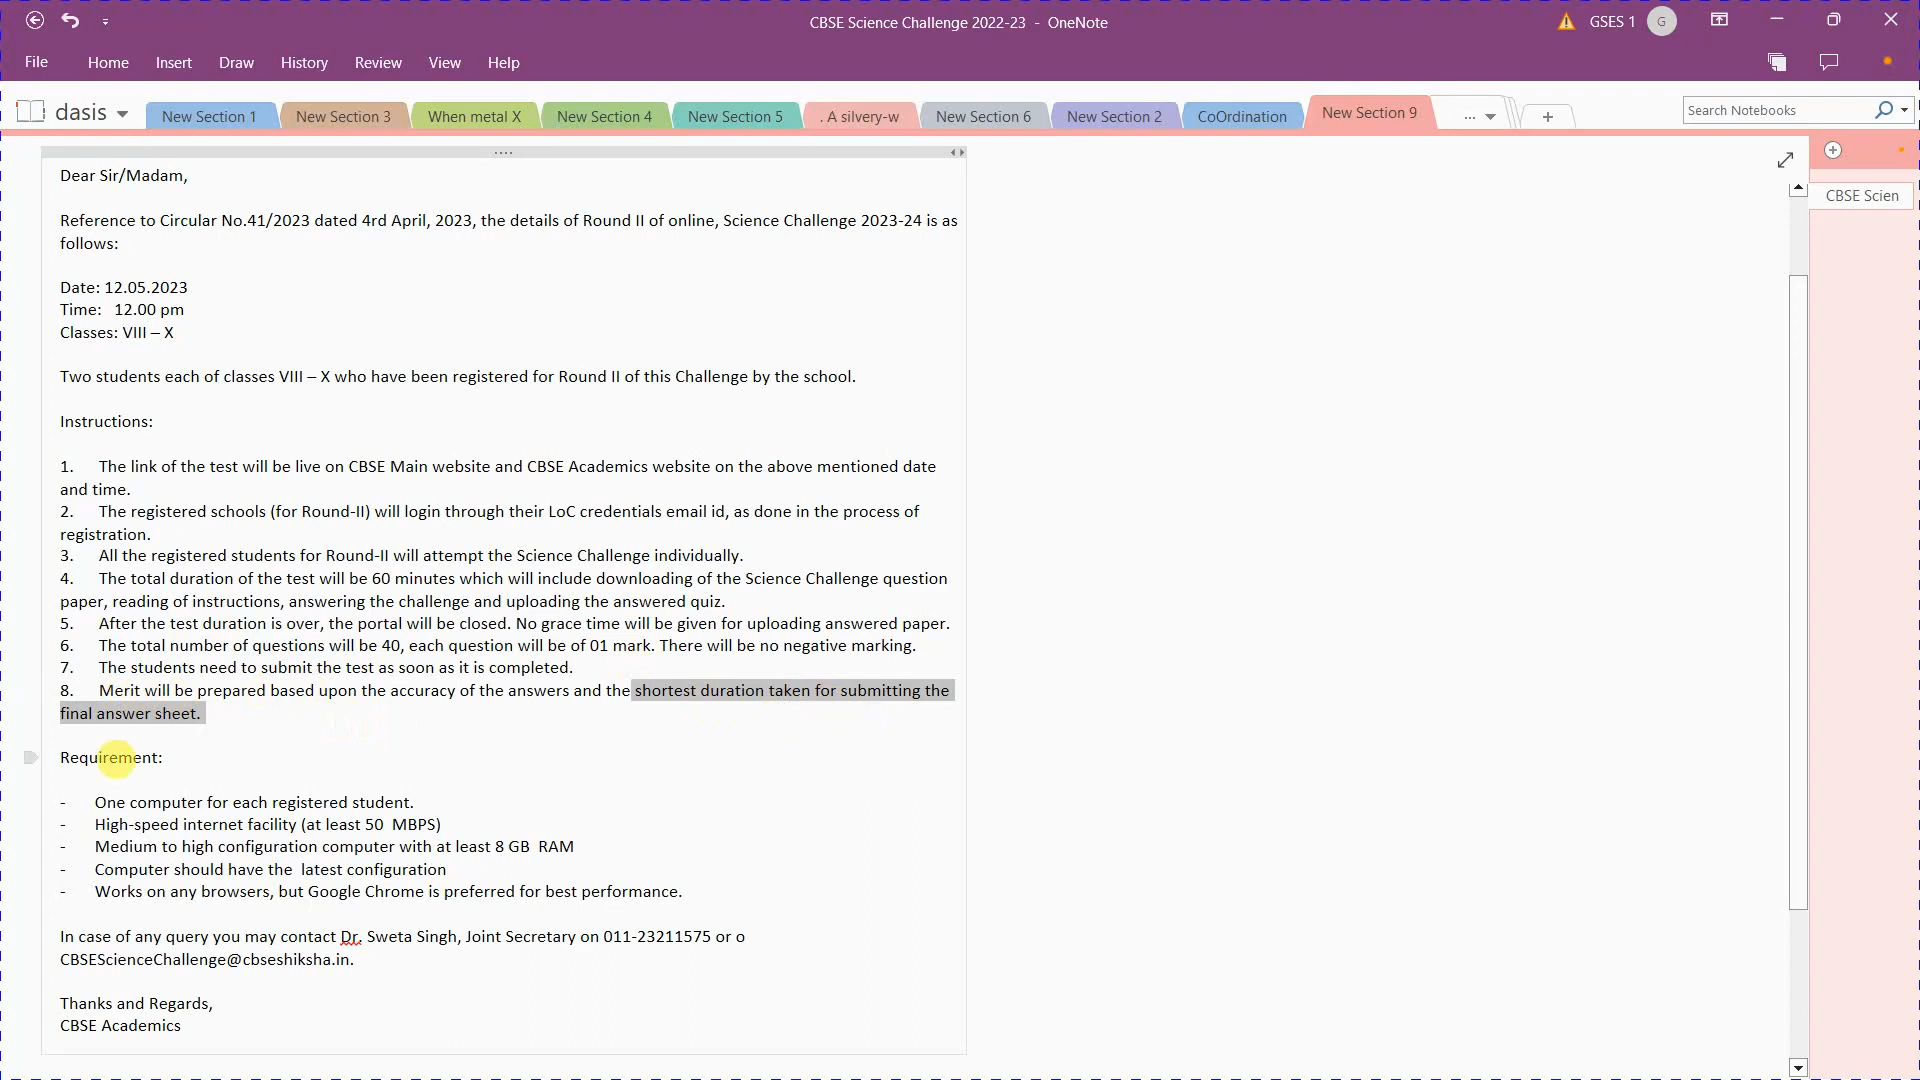 CBSE Science Challenge 2022-23 - OneNote
GSES 1
G
File
Home
Insert
Draw
History
Review
View
Help
dasis
New Section 1
New Section 3
When metal X
New Section 4
New Section 5
. A silvery-w
New Section 6
New Section 2
CoOrdination
New Section 9
...
+
Search Notebooks
CBSE Scien
Dear Sir/Madam,
Reference to Circular No.41/2023 dated 4rd April, 2023, the details of Round II of online, Science Challenge 2023-24 is as
follows:
Date: 12.05.2023
Time: 12.00 pm
Classes: VIII – X
Two students each of classes VIII – X who have been registered for Round II of this Challenge by the school.
Instructions:
1. The link of the test will be live on CBSE Main website and CBSE Academics website on the above mentioned date
and time.
2. The registered schools (for Round-II) will login through their LoC credentials email id, as done in the process of
registration.
3. All the registered students for Round-II will attempt the Science Challenge individually.
4. The total duration of the test will be 60 minutes which will include downloading of the Science Challenge question
paper, reading of instructions, answering the challenge and uploading the answered quiz.
5. After the test duration is over, the portal will be closed. No grace time will be given for uploading answered paper.
6. The total number of questions will be 40, each question will be of 01 mark. There will be no negative marking.
7. The students need to submit the test as soon as it is completed.
8. Merit will be prepared based upon the accuracy of the answers and the shortest duration taken for submitting the
final answer sheet.
Requirement:
- One computer for each registered student.
- High-speed internet facility (at least 50 MBPS)
- Medium to high configuration computer with at least 8 GB RAM
- Computer should have the latest configuration
- Works on any browsers, but Google Chrome is preferred for best performance.
In case of any query you may contact Dr. Sweta Singh, Joint Secretary on 011-23211575 or o
CBSEScienceChallenge@cbseshiksha.in.
Thanks and Regards,
CBSE Academics